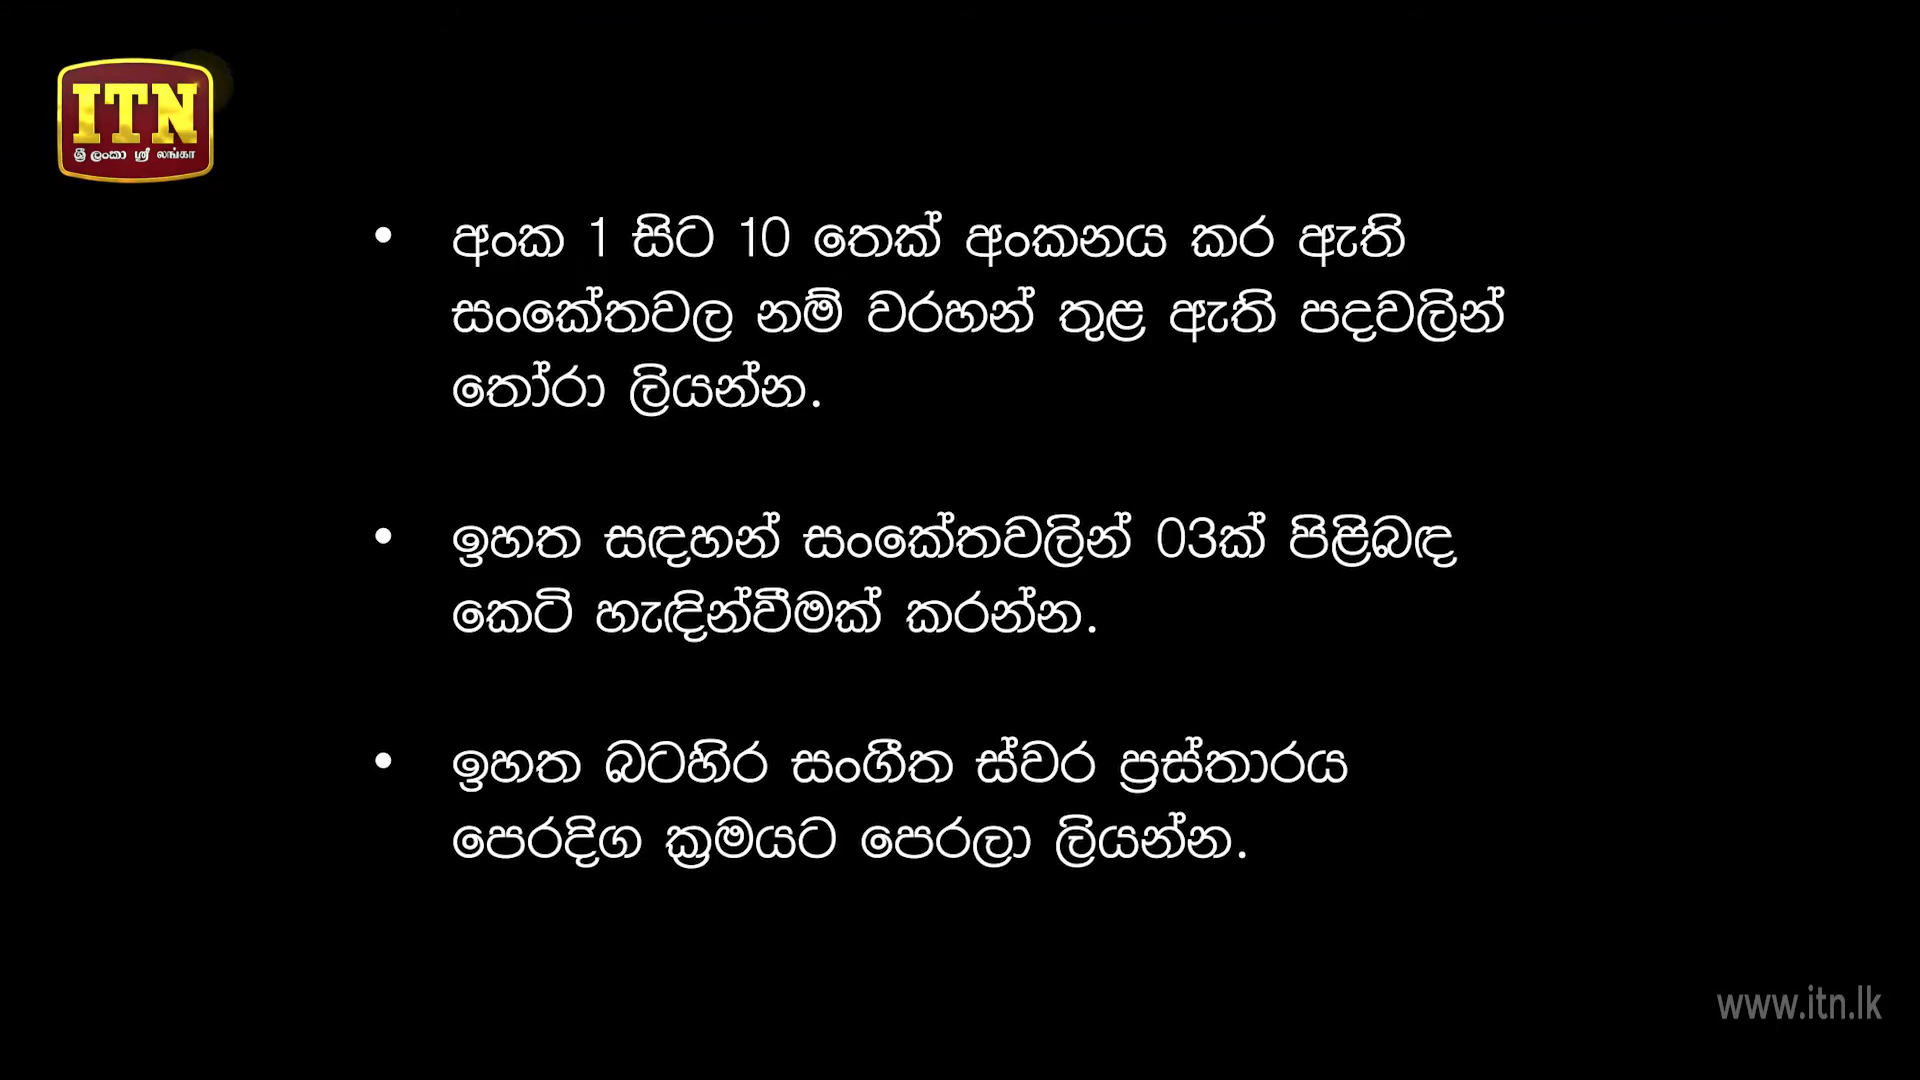 ITN
ශ්‍රී ලංකා ஸ்ரீ லங்கா
• අංක 1 සිට 10 තෙක් අංකනය කර ඇති
සංකේතවල නම් වරහන් තුළ ඇති පදවලින්
තෝරා ලියන්න.
• ඉහත සඳහන් සංකේතවලින් 03ක් පිළිබඳ
කෙටි හැඳින්වීමක් කරන්න.
• ඉහත බටහිර සංගීත ස්වර ප්‍රස්තාරය
පෙරදිග ක්‍රමයට පෙරලා ලියන්න.
www.itn.lk